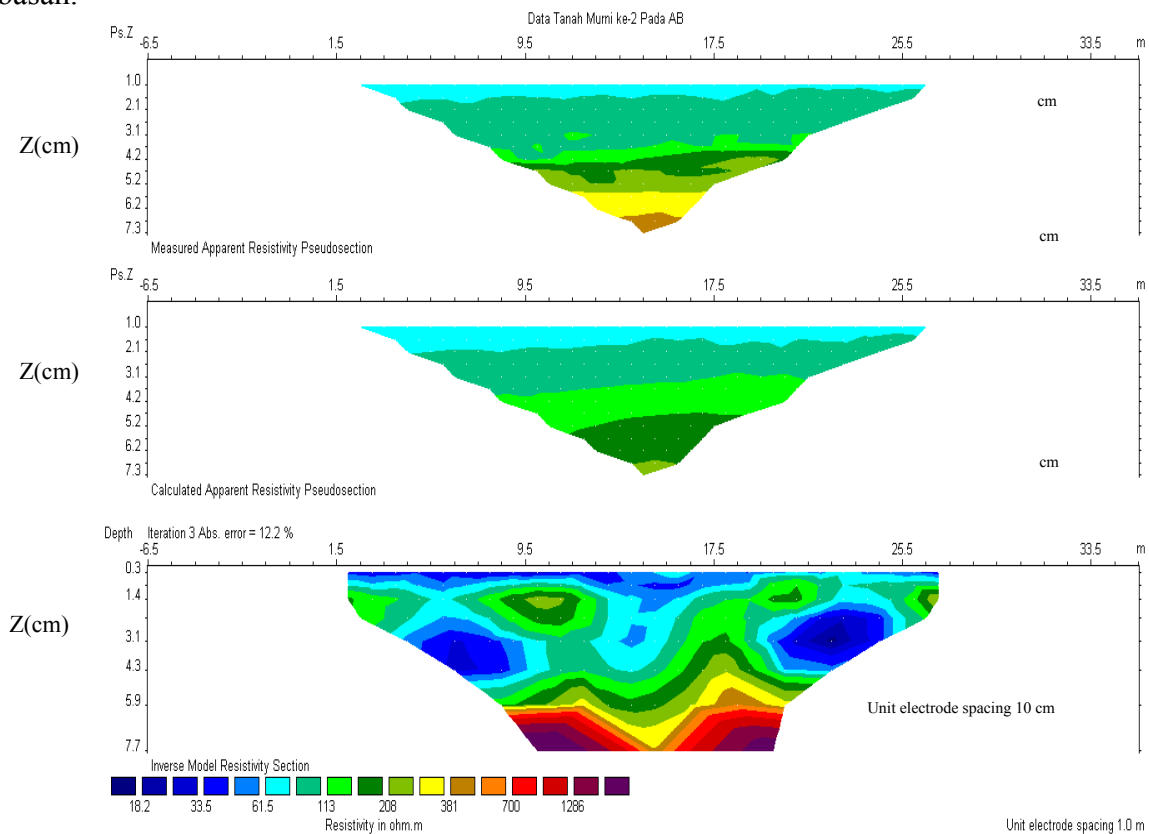 Data Tanah Murni ke-2 Pada AB
Ps.Z
-6.5 1.5 9.5 17.5 25.5 33.5 m
1.0
2.1
3.1
4.2
5.2
6.2
7.3
Z(cm)
cm
cm
Measured Apparent Resistivity Pseudosection
Ps.Z
-6.5 1.5 9.5 17.5 25.5 33.5 m
1.0
2.1
3.1
4.2
5.2
6.2
7.3
Z(cm)
cm
Calculated Apparent Resistivity Pseudosection
Depth Iteration 3 Abs. error = 12.2 %
-6.5 1.5 9.5 17.5 25.5 33.5 m
0.3
1.4
3.1
4.3
5.9
7.7
Z(cm)
Unit electrode spacing 10 cm
Inverse Model Resistivity Section
18.2 33.5 61.5 113 208 381 700 1286
Resistivity in ohm.m
Unit electrode spacing 1.0 m